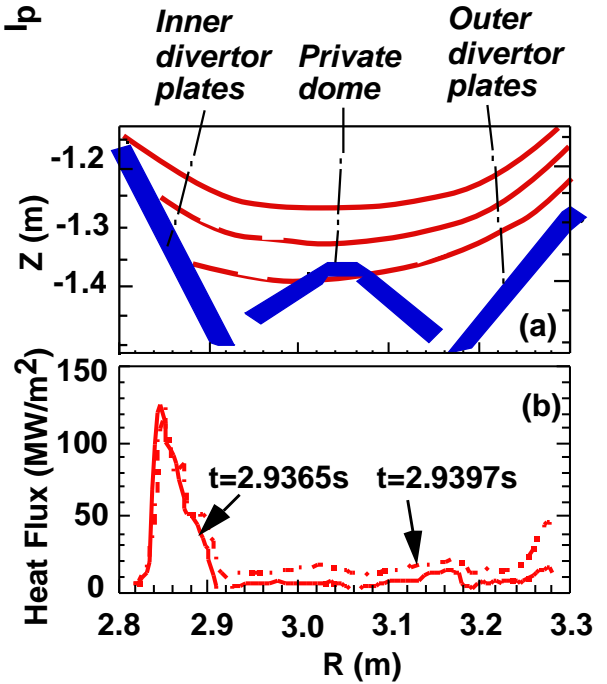 Ip
Inner divertor plates
Private dome
Outer divertor plates
-1.2
-1.3
-1.4
Z (m)
(a)
150
100
50
0
Heat Flux (MW/m²)
(b)
t=2.9365s
t=2.9397s
2.8 2.9 3.0 3.1 3.2 3.3
R (m)